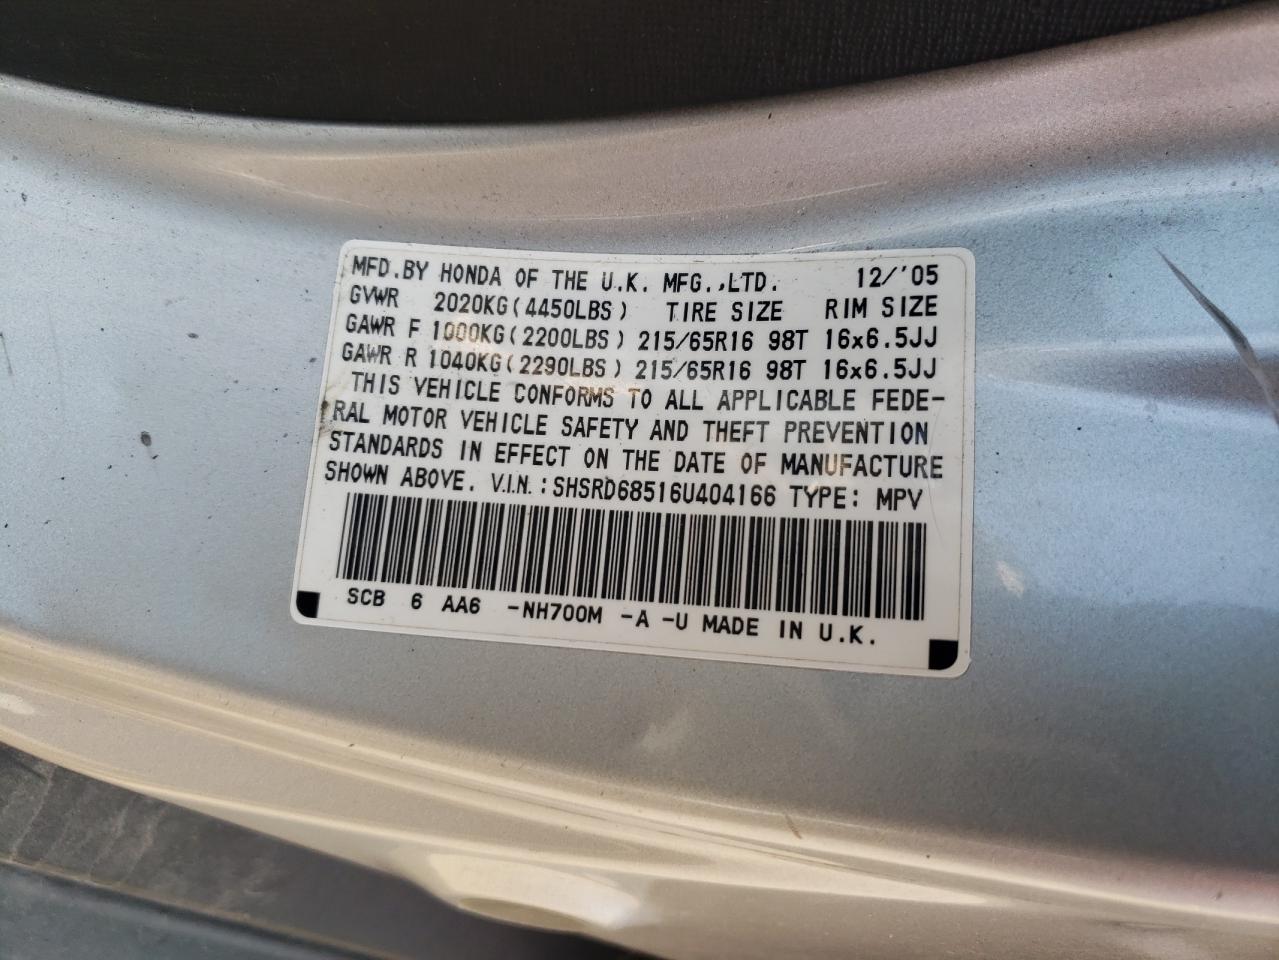 MFD.BY HONDA OF THE U.K. MFG.,LTD. 12/'05
GVWR 2020KG(4450LBS) TIRE SIZE RIM SIZE
GAWR F 1000KG(2200LBS) 215/65R16 98T 16x6.5JJ
GAWR R 1040KG(2290LBS) 215/65R16 98T 16x6.5JJ
THIS VEHICLE CONFORMS TO ALL APPLICABLE FEDE-
RAL MOTOR VEHICLE SAFETY AND THEFT PREVENTION
STANDARDS IN EFFECT ON THE DATE OF MANUFACTURE
SHOWN ABOVE. V.I.N.: SHSRD68516U404166 TYPE: MPV
SCB 6 AA6 -NH700M -A -U MADE IN U.K.